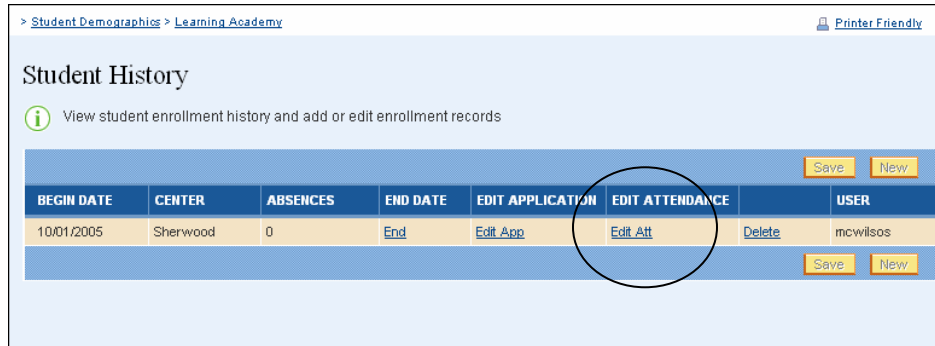 > Student Demographics > Learning Academy Printer Friendly
Student History
i View student enrollment history and add or edit enrollment records
Save New
BEGIN DATE CENTER ABSENCES END DATE EDIT APPLICATION EDIT ATTENDANCE USER
10/01/2005 Sherwood 0 End Edit App Edit Att Delete mcwilsos
Save New